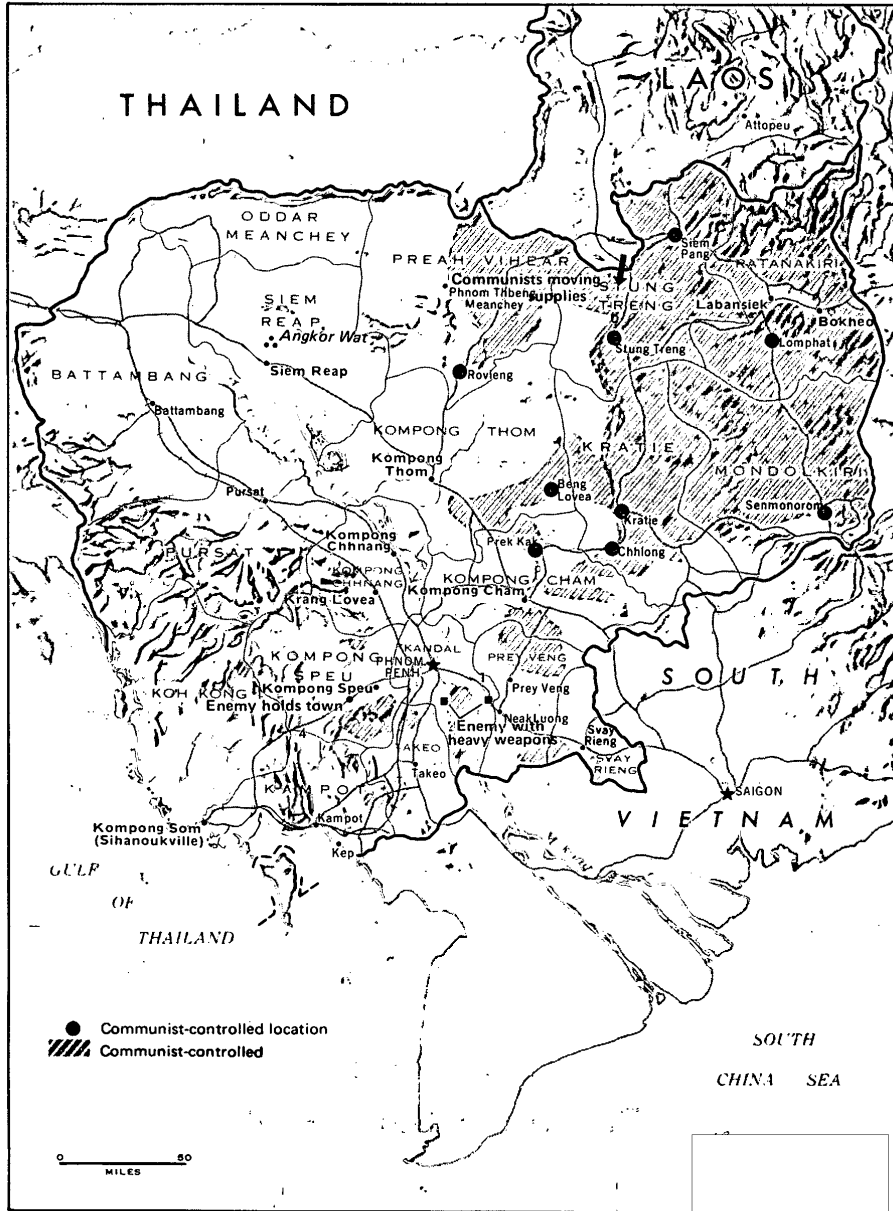 THAILAND
LAOS
Attopeu
ODDAR
MEANCHEY
PREAH VIHEAR
Siem
Pang
RATANAKIRI
Communists moving
supplies
Phnom Tbeng
Meanchey
STUNG
TRENG
Labansiek
Bokheo
SIEM
REAP
Angkor Wat
Siem Reap
Stung Treng
Lomphat
Rovieng
BATTAMBANG
Battambang
KOMPONG THOM
Kompong
Thom
KRATIE
MONDOLKIRI
Beng
Lovea
Senmonorom
Pursat
Kratie
Kompong
Chhnang
Prek Kak
Chhlong
PURSAT
KOMPONG
CHHNANG
KOMPONG CHAM
Kompong Cham
Krang Lovea
KANDAL
KOMPONG
SPEU
PHNOM
PENH
PREY VENG
SOUTH
KOH KONG
Kompong Speu
Enemy holds town
Prey Veng
1
Neak Luong
Enemy with
heavy weapons
Svay
Rieng
SVAY
RIENG
4
TAKEO
Takeo
KAMPOT
SAIGON
VIETNAM
Kompong Som
(Sihanoukville)
Kampot
Kep
GULF
OF
THAILAND
Communist-controlled location
Communist-controlled
SOUTH
CHINA SEA
0 50
MILES